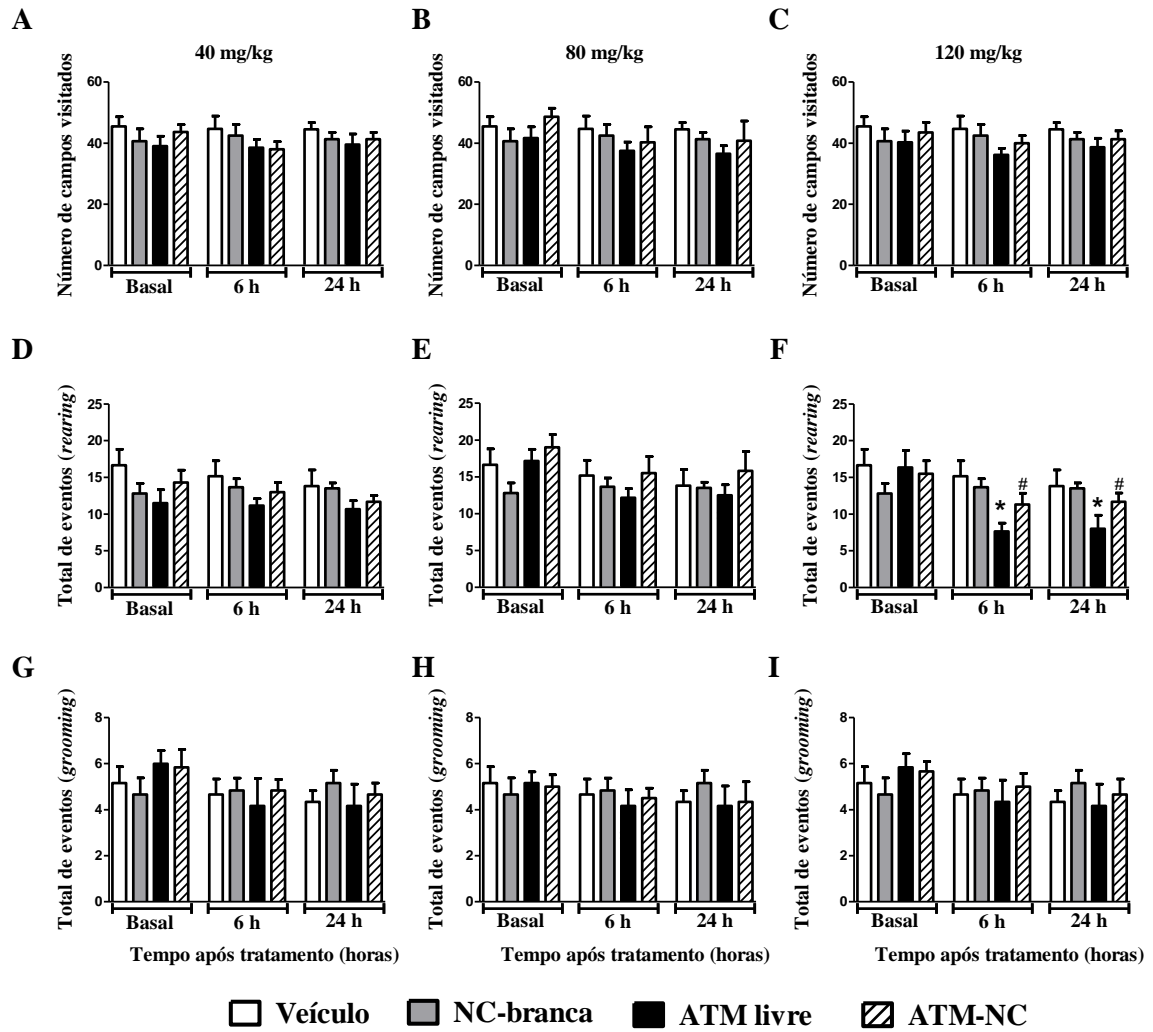 A
B
C
40 mg/kg
80 mg/kg
120 mg/kg
Número de campos visitados
60
40
20
0
Basal
6 h
24 h
Número de campos visitados
60
40
20
0
Basal
6 h
24 h
Número de campos visitados
60
40
20
0
Basal
6 h
24 h
D
E
F
Total de eventos (rearing)
25
20
15
10
5
0
Basal
6 h
24 h
Total de eventos (rearing)
25
20
15
10
5
0
Basal
6 h
24 h
Total de eventos (rearing)
25
20
15
10
5
0
* #
* #
Basal
6 h
24 h
G
H
I
Total de eventos (grooming)
8
6
4
2
0
Basal
6 h
24 h
Total de eventos (grooming)
8
6
4
2
0
Basal
6 h
24 h
Total de eventos (grooming)
8
6
4
2
0
Basal
6 h
24 h
Tempo após tratamento (horas)
Tempo após tratamento (horas)
Tempo após tratamento (horas)
Veículo
NC-branca
ATM livre
ATM-NC